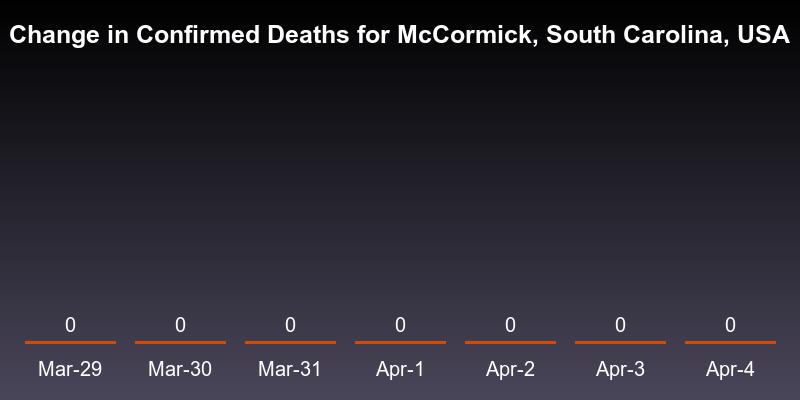 Change in Confirmed Deaths for McCormick, South Carolina, USA
0 0 0 0 0 0 0
Mar-29 Mar-30 Mar-31 Apr-1 Apr-2 Apr-3 Apr-4